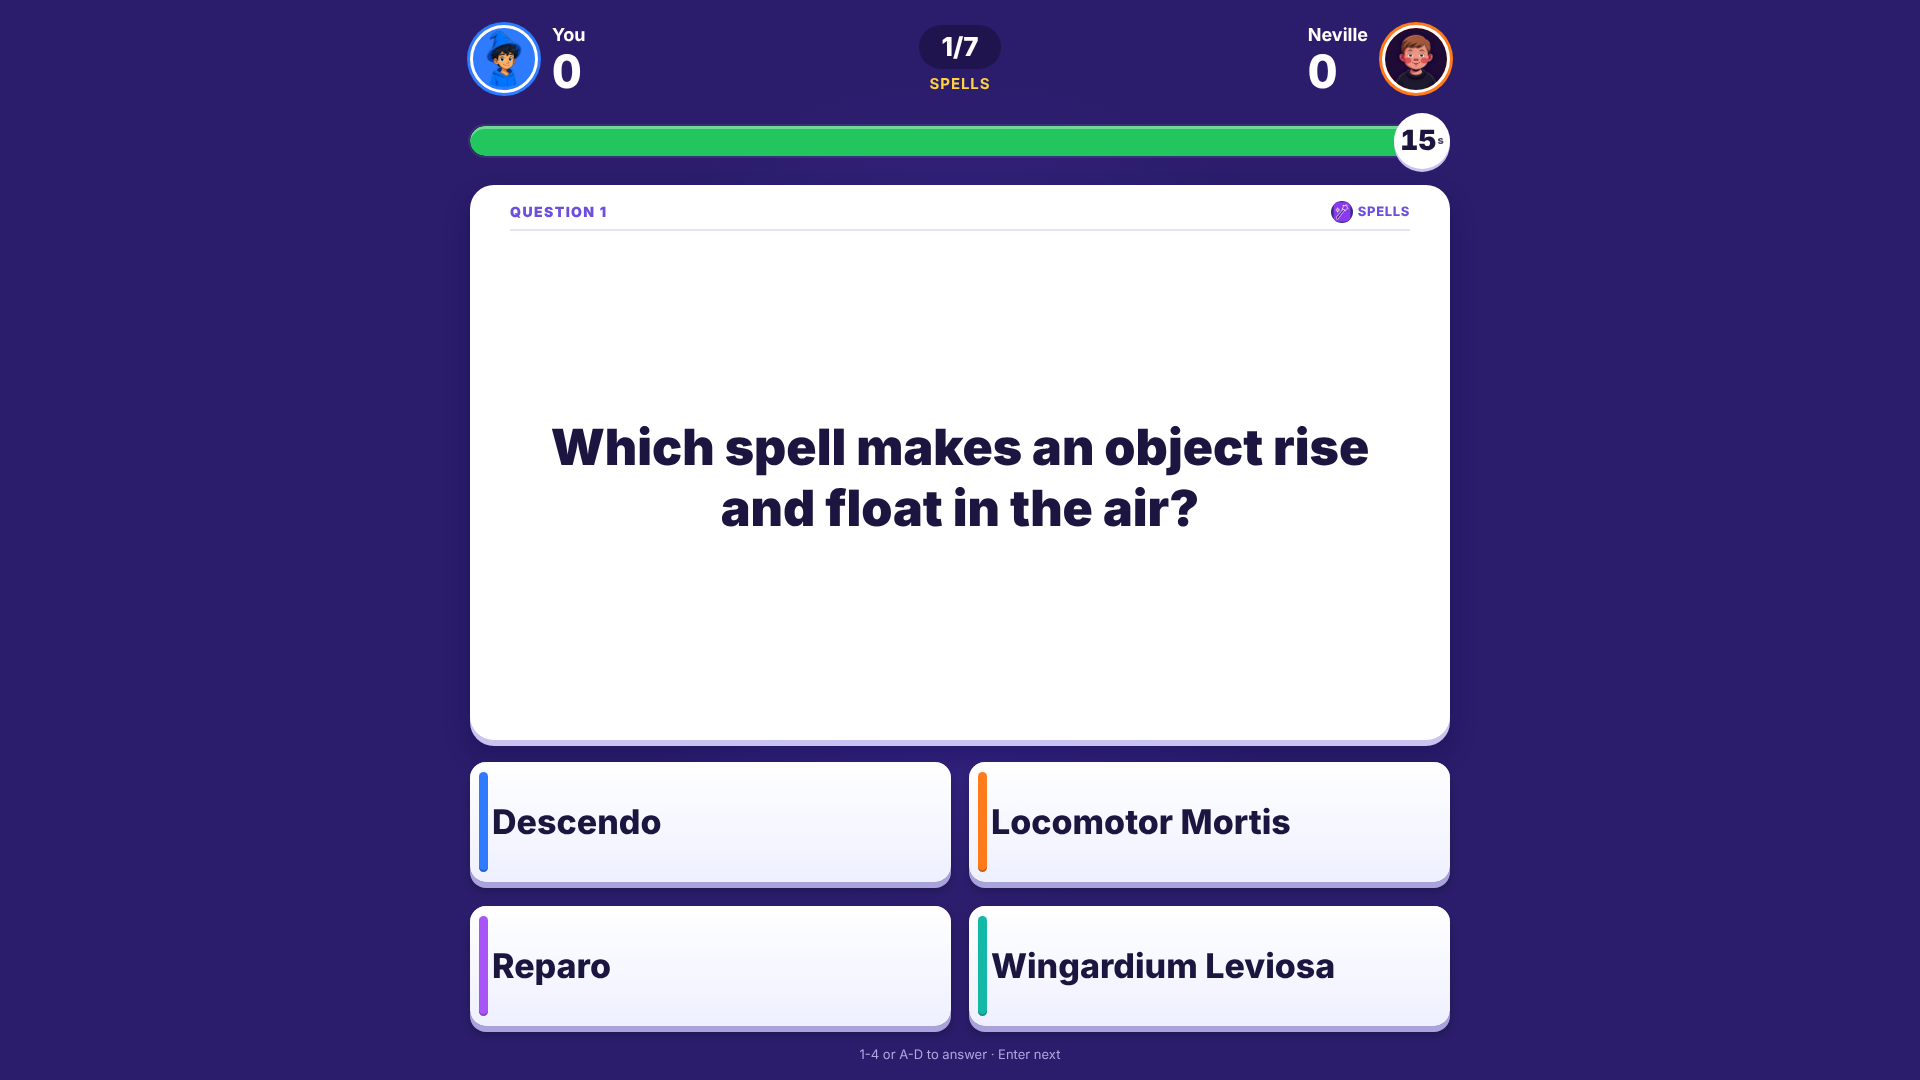 You
0
1/7
SPELLS
Neville
0
15s
QUESTION 1
SPELLS
Which spell makes an object rise
and float in the air?
Descendo
Locomotor Mortis
Reparo
Wingardium Leviosa
1-4 or A-D to answer · Enter next